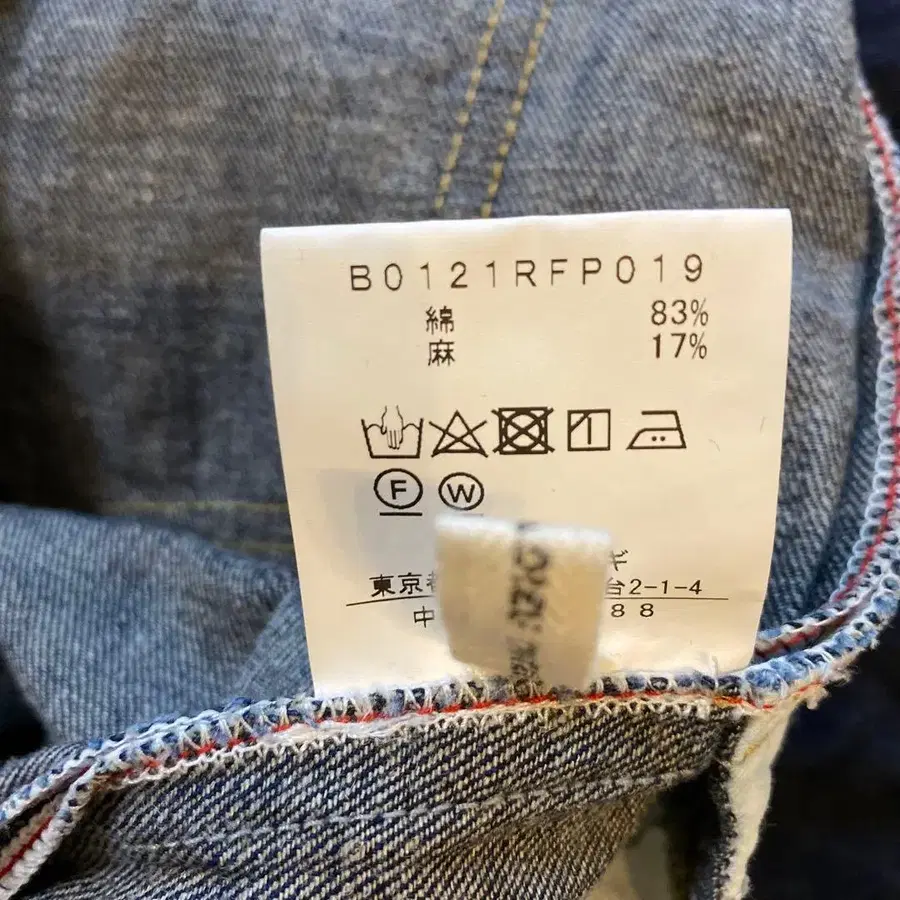 B0121RFP019
綿 83%
麻 17%
F W
ギ
東京都 台2-1-4
中 88